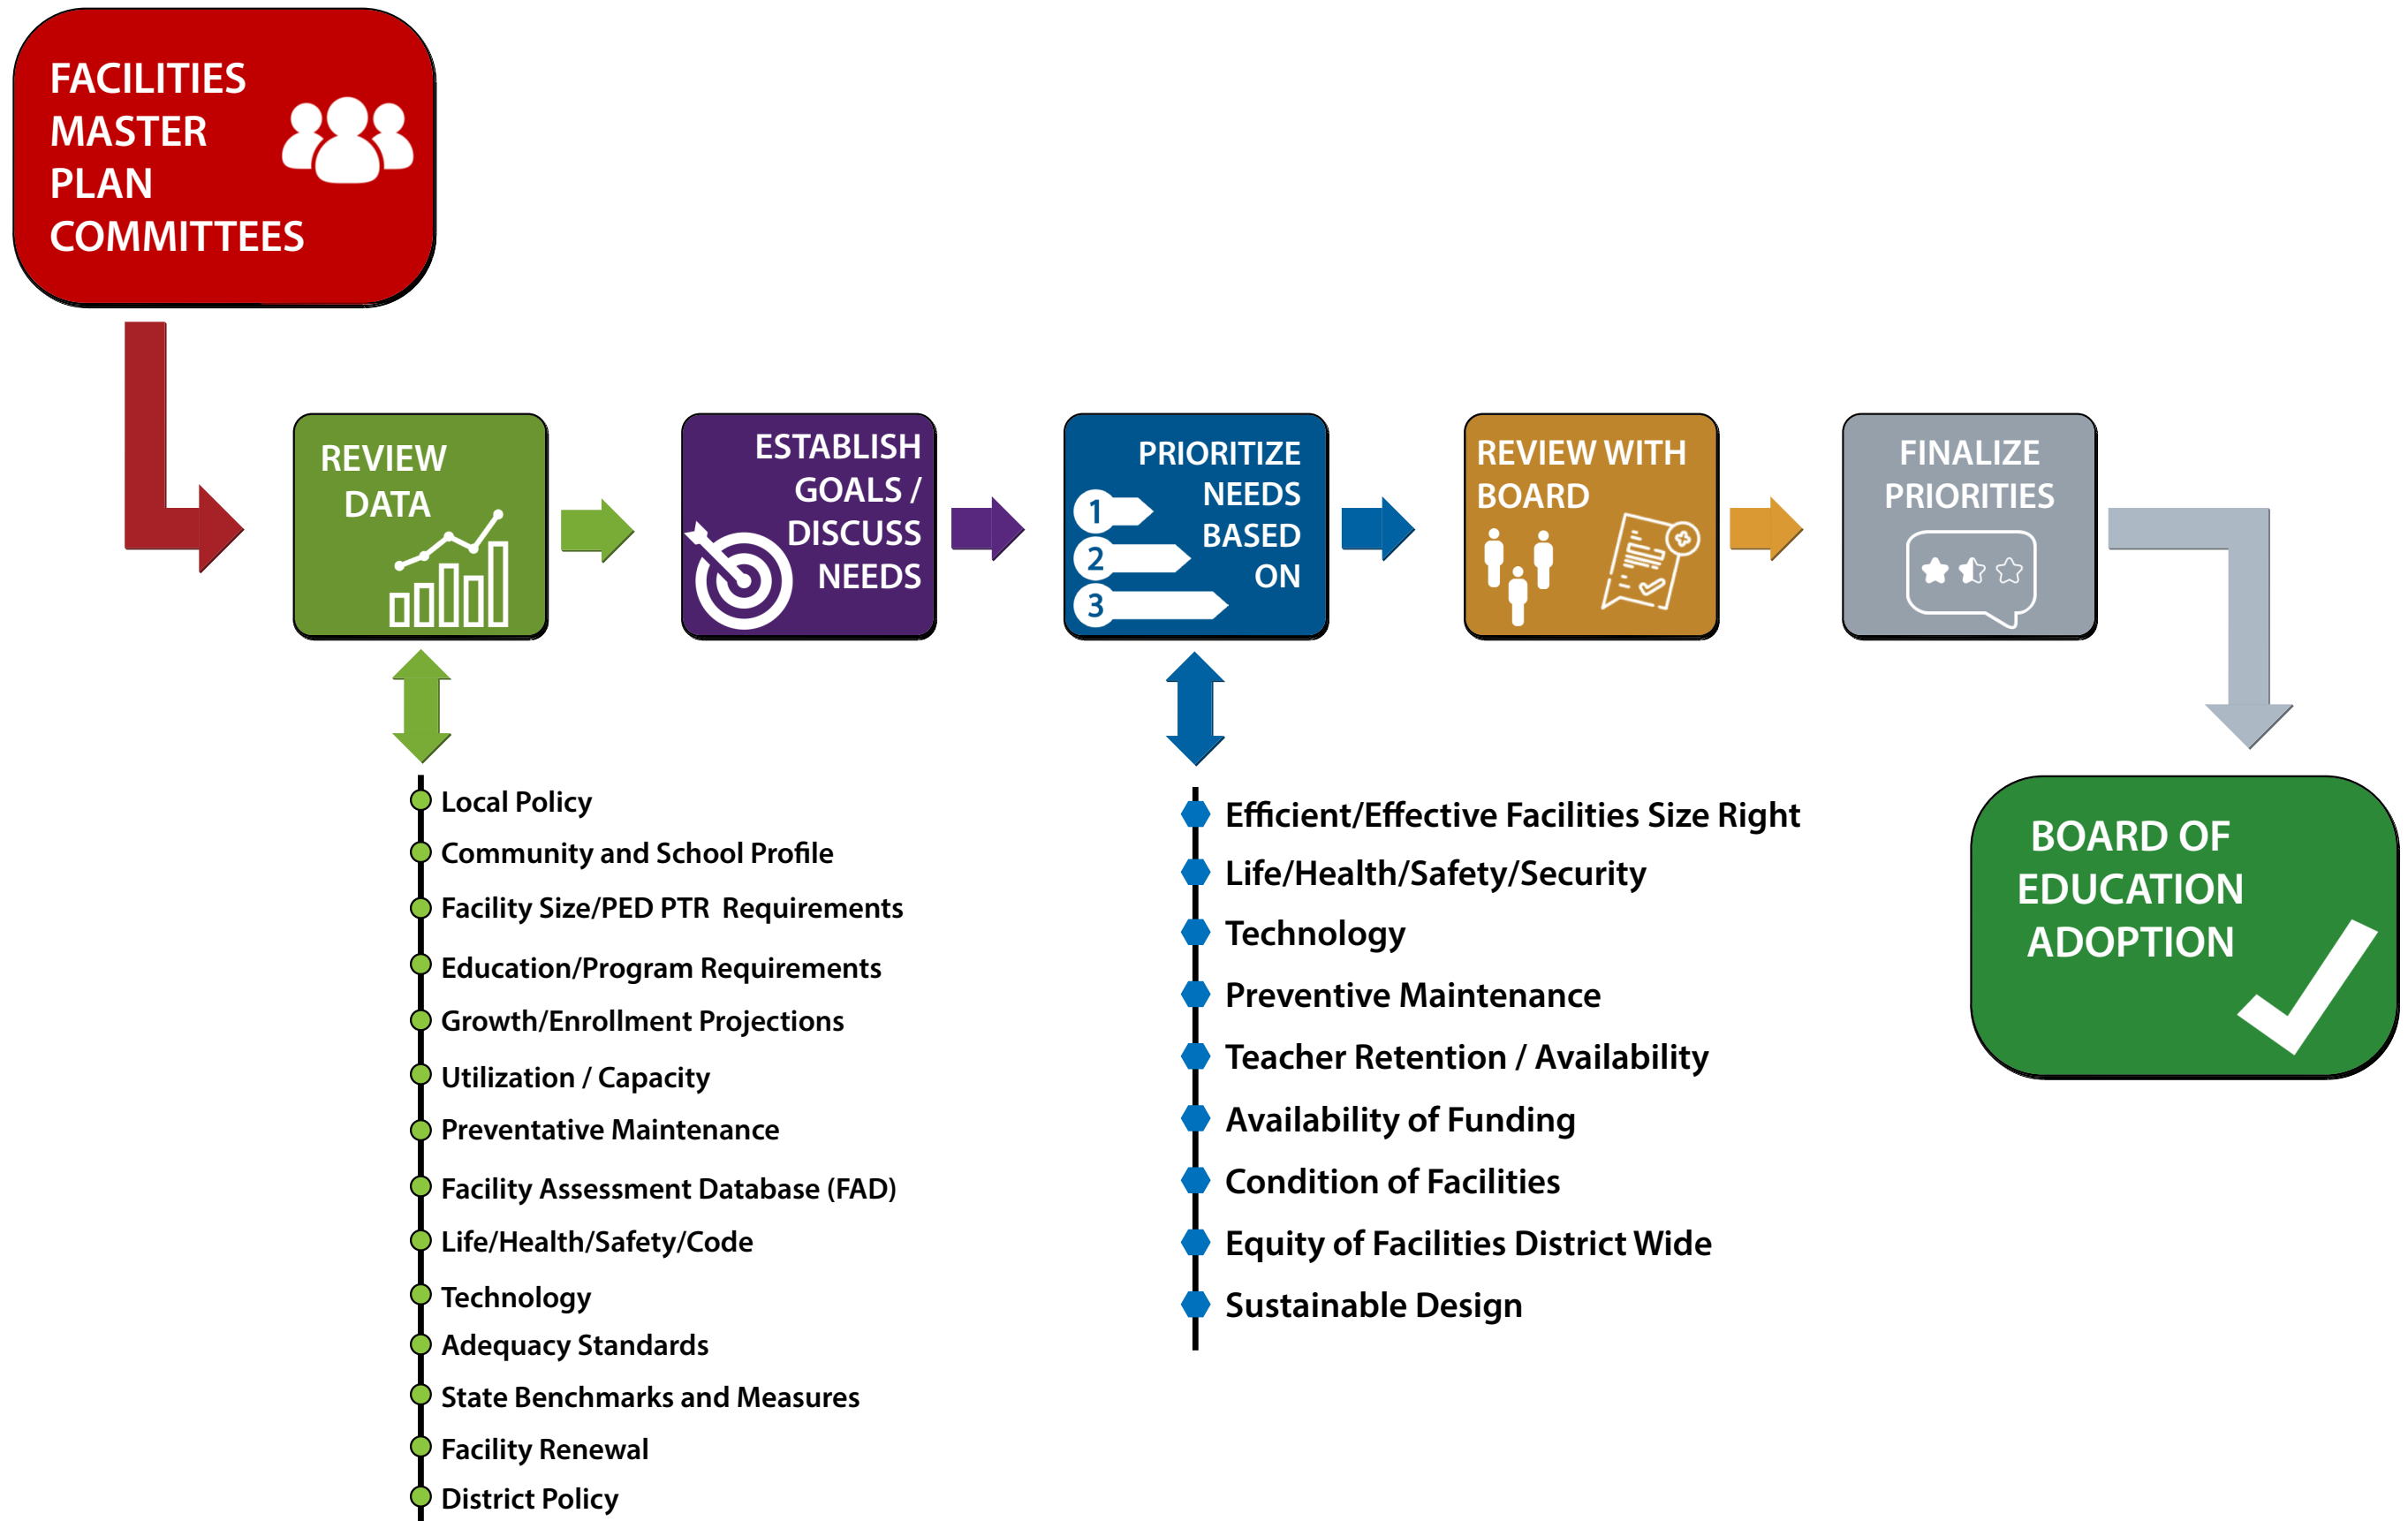 FACILITIES
MASTER
PLAN
COMMITTEES
REVIEW
DATA
ESTABLISH
GOALS /
DISCUSS
NEEDS
PRIORITIZE
NEEDS
BASED
ON
1
2
3
REVIEW WITH
BOARD
FINALIZE
PRIORITIES
Local Policy
Community and School Profile
Facility Size/PED PTR  Requirements
Education/Program Requirements
Growth/Enrollment Projections
Utilization / Capacity
Preventative Maintenance
Facility Assessment Database (FAD)
Life/Health/Safety/Code
Technology
Adequacy Standards
State Benchmarks and Measures
Facility Renewal
District Policy
Efficient/Effective Facilities Size Right
Life/Health/Safety/Security
Technology
Preventive Maintenance
Teacher Retention / Availability
Availability of Funding
Condition of Facilities
Equity of Facilities District Wide
Sustainable Design
BOARD OF
EDUCATION
ADOPTION